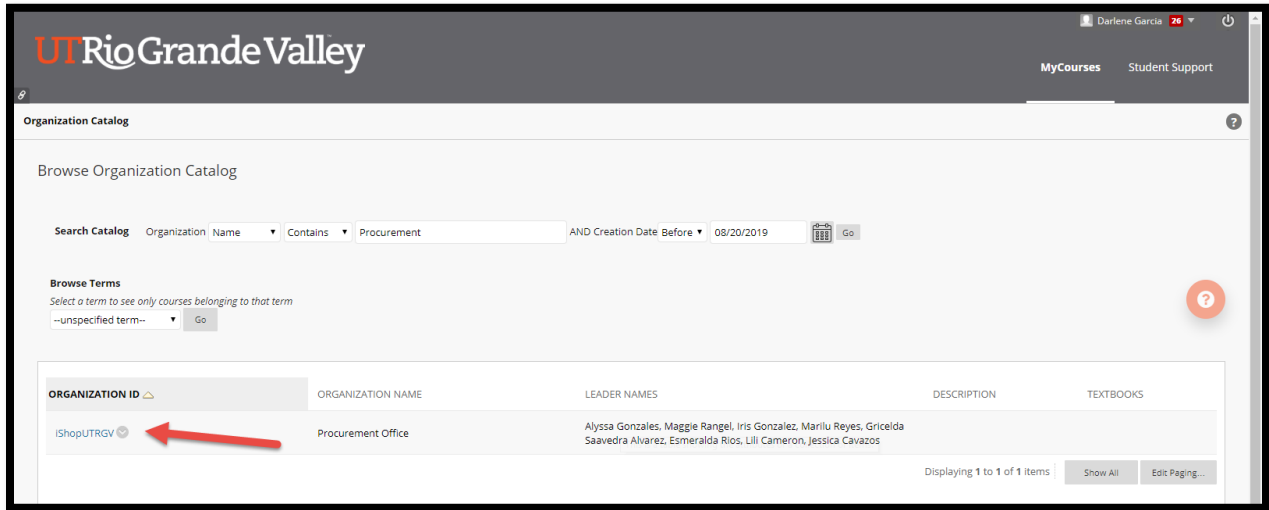 Darlene Garcia 26
UTRio Grande Valley
MyCourses Student Support
Organization Catalog ?
Browse Organization Catalog
Search Catalog Organization Name Contains Procurement AND Creation Date Before 08/20/2019 Go
Browse Terms
Select a term to see only courses belonging to that term
--unspecified term-- Go
?
ORGANIZATION ID ORGANIZATION NAME LEADER NAMES DESCRIPTION TEXTBOOKS
iShopUTRGV Procurement Office Alyssa Gonzales, Maggie Rangel, Iris Gonzalez, Marilu Reyes, Gricelda
Saavedra Alvarez, Esmeralda Rios, Lili Cameron, Jessica Cavazos
Displaying 1 to 1 of 1 items Show All Edit Paging...